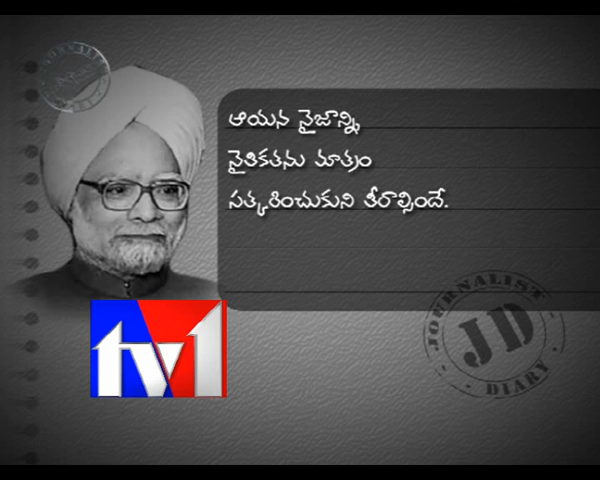 ఆయన నైజాన్ని,
నైతికతను మాత్రం
సత్కరించుకుని తీరాల్సిందే.
tv1
JOURNALIST
JD
DIARY